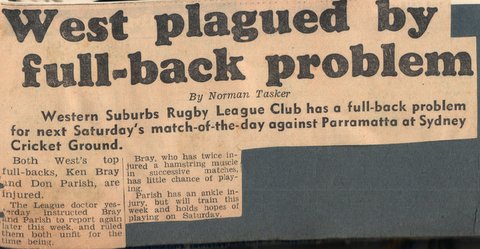 West plagued by
full-back problem
By Norman Tasker
Western Suburbs Rugby League Club has a full-back problem
for next Saturday's match-of-the-day against Parramatta at Sydney
Cricket Ground.
Both West's top
full-backs, Ken Bray
and Don Parish, are
injured.
The League doctor yes-
terday instructed Bray
and Parish to report again
later this week, and ruled
them both unfit for the
time being.
Bray, who has twice in-
jured a hamstring muscle
in successive matches,
has little chance of play-
ing.
Parish has an ankle in-
jury, but will train this
week and holds hopes of
playing on Saturday.